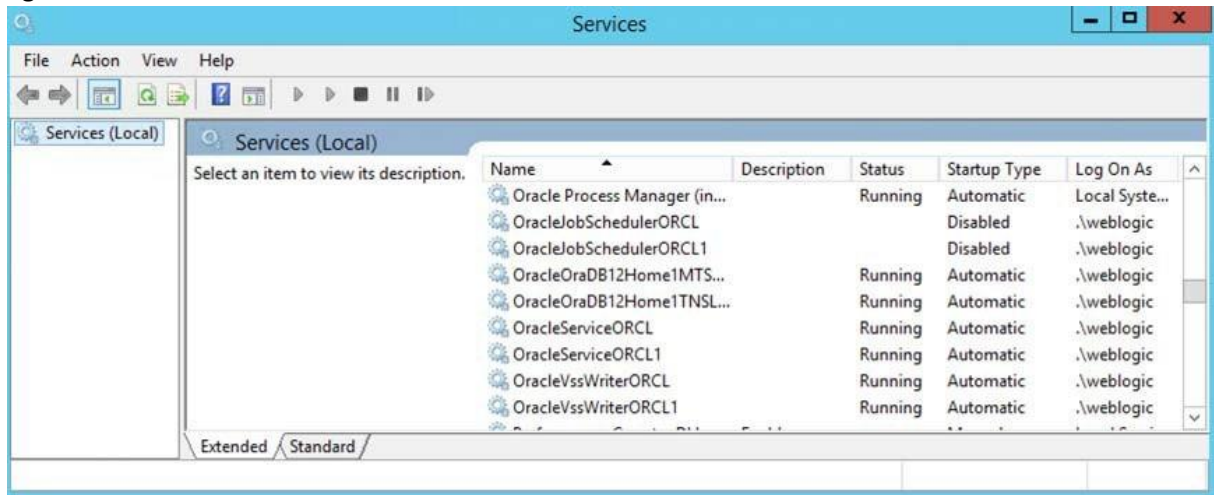 Services
File Action View Help
Services (Local)
Services (Local)
Select an item to view its description.
Name Description Status Startup Type Log On As
Oracle Process Manager (in... Running Automatic Local Syste...
OracleJobSchedulerORCL Disabled .\weblogic
OracleJobSchedulerORCL1 Disabled .\weblogic
OracleOraDB12Home1MTS... Running Automatic .\weblogic
OracleOraDB12Home1TNSL... Running Automatic .\weblogic
OracleServiceORCL Running Automatic .\weblogic
OracleServiceORCL1 Running Automatic .\weblogic
OracleVssWriterORCL Running Automatic .\weblogic
OracleVssWriterORCL1 Running Automatic .\weblogic
Extended Standard